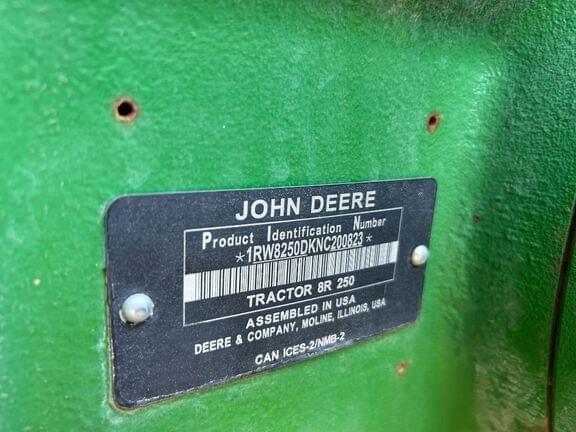 JOHN DEERE
Product Identification Number
*1RW8250DKNC200823*
TRACTOR 8R 250
ASSEMBLED IN USA
DEERE & COMPANY, MOLINE, ILLINOIS, USA
CAN ICES-2/NMB-2